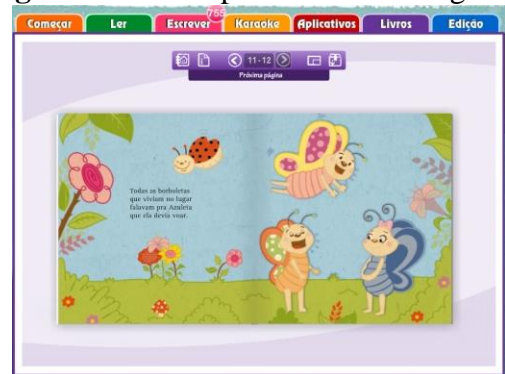 755
Começar Ler Escrever Karaoke Aplicativos Livros Edição
11-12
Próxima página
Todas as borboletas
que viviam no lugar
falavam pra Azuleta
que ela devia voar.